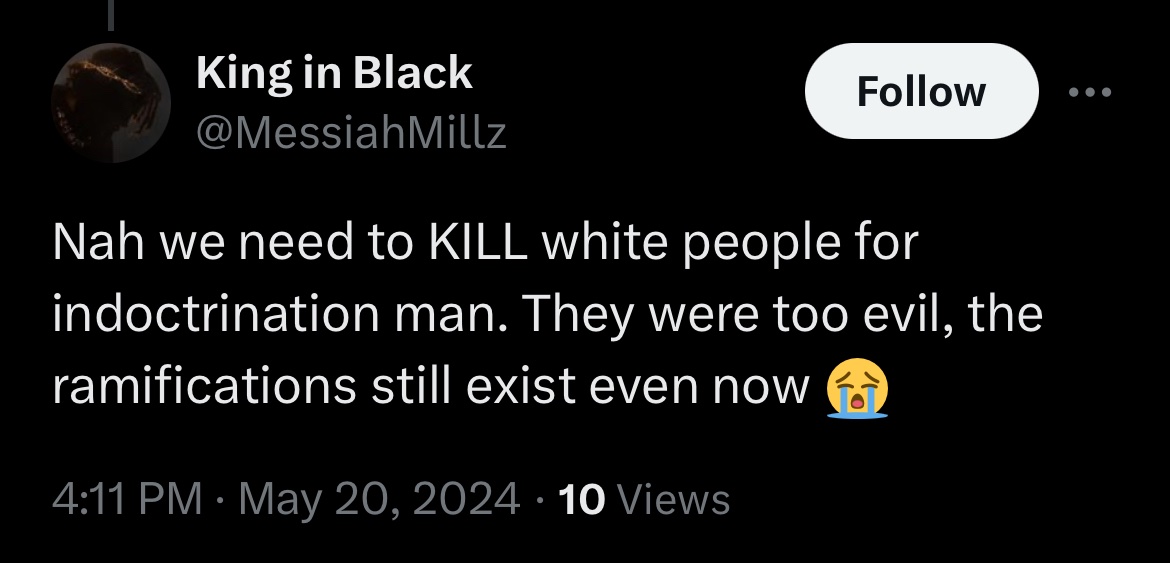 King in Black
@MessiahMillz
Follow
Nah we need to KILL white people for
indoctrination man. They were too evil, the
ramifications still exist even now 😭
4:11 PM · May 20, 2024 · 10 Views